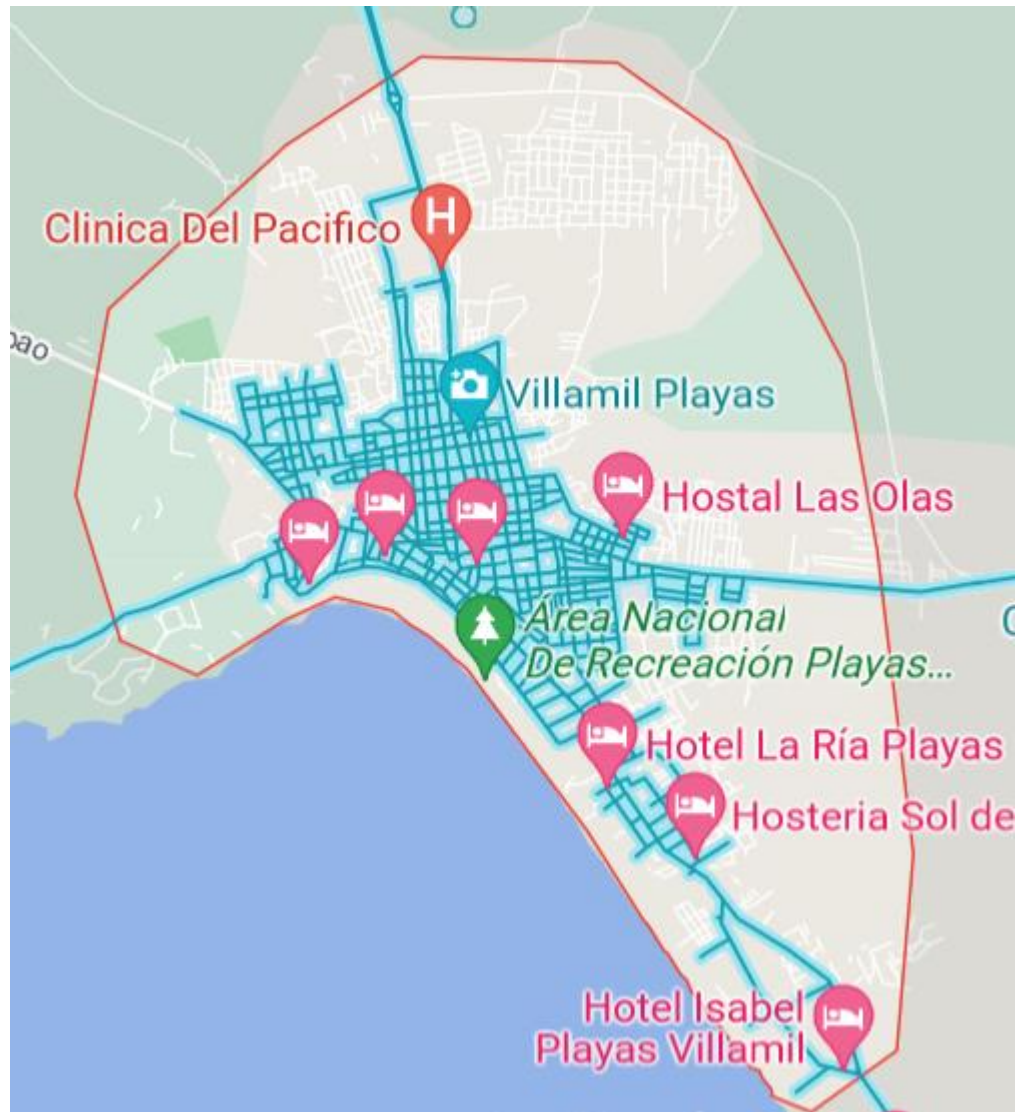 Clinica Del Pacifico
H
Villamil Playas
Hostal Las Olas
Área Nacional
De Recreación Playas...
Hotel La Ría Playas
Hosteria Sol de
Hotel Isabel
Playas Villamil